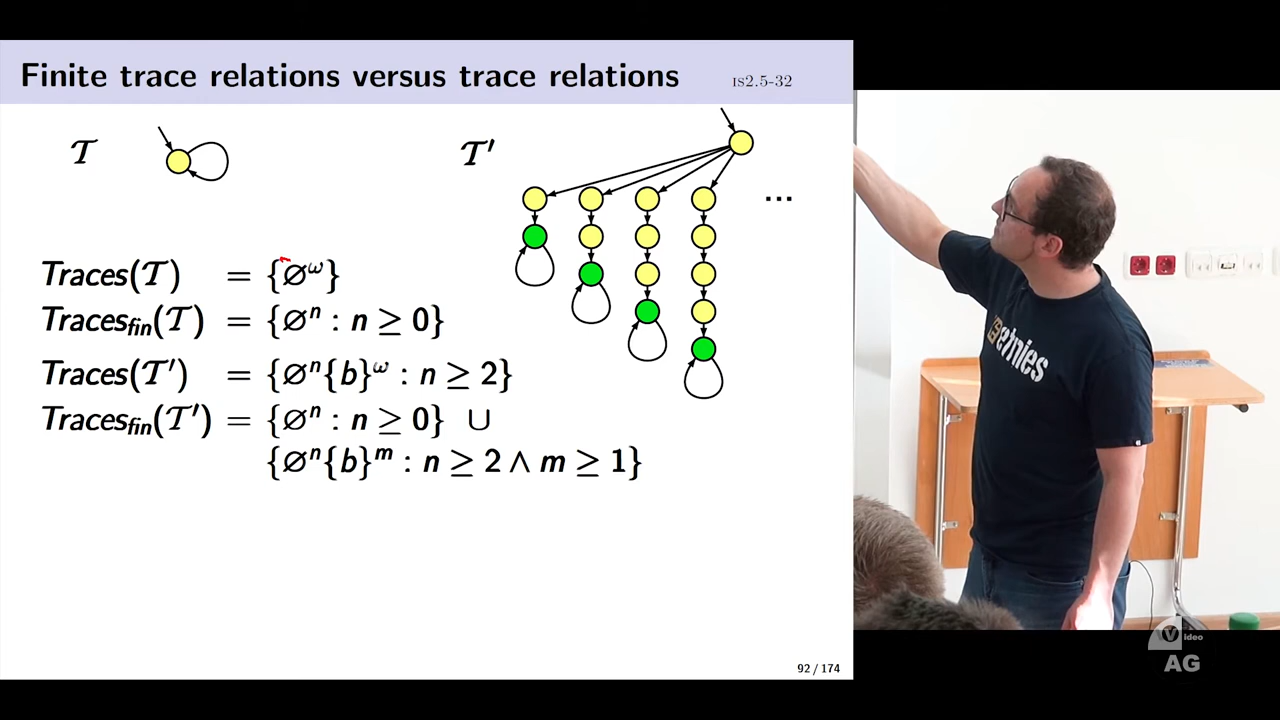 Finite trace relations versus trace relations IS2.5-32
𝒯 𝒯′
...
Traces(𝒯) = {∅^ω}
Traces_fin(𝒯) = {∅^n : n ≥ 0}
Traces(𝒯′) = {∅^n{b}^ω : n ≥ 2}
Traces_fin(𝒯′) = {∅^n : n ≥ 0} ∪
{∅^n{b}^m : n ≥ 2 ∧ m ≥ 1}
92 / 174
etnies
Video
AG